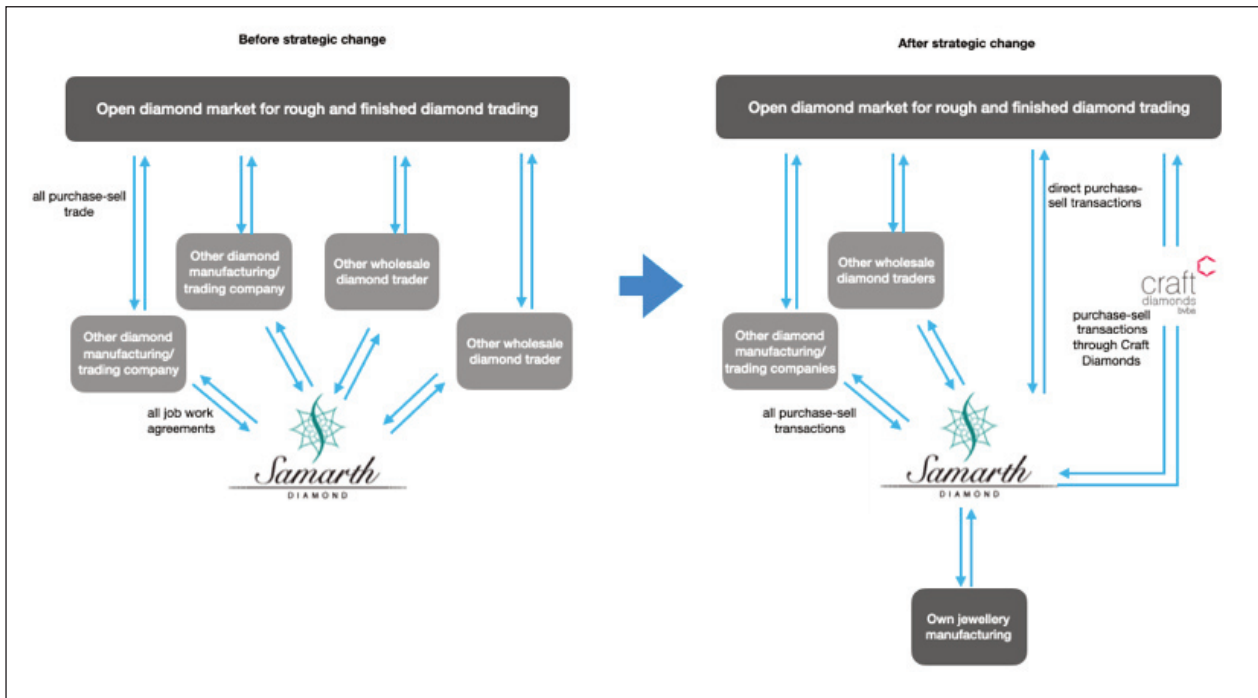 Before strategic change
Open diamond market for rough and finished diamond trading
all purchase-sell
trade
Other diamond
manufacturing/
trading company
Other wholesale
diamond trader
Other diamond
manufacturing/
trading company
Other wholesale
diamond trader
all job work
agreements
Samarth
DIAMOND
After strategic change
Open diamond market for rough and finished diamond trading
direct purchase-
sell transactions
Other wholesale
diamond traders
craft
diamonds
bvba
purchase-sell
transactions
through Craft
Diamonds
Other diamond
manufacturing/
trading companies
all purchase-sell
transactions
Samarth
DIAMOND
Own jewellery
manufacturing